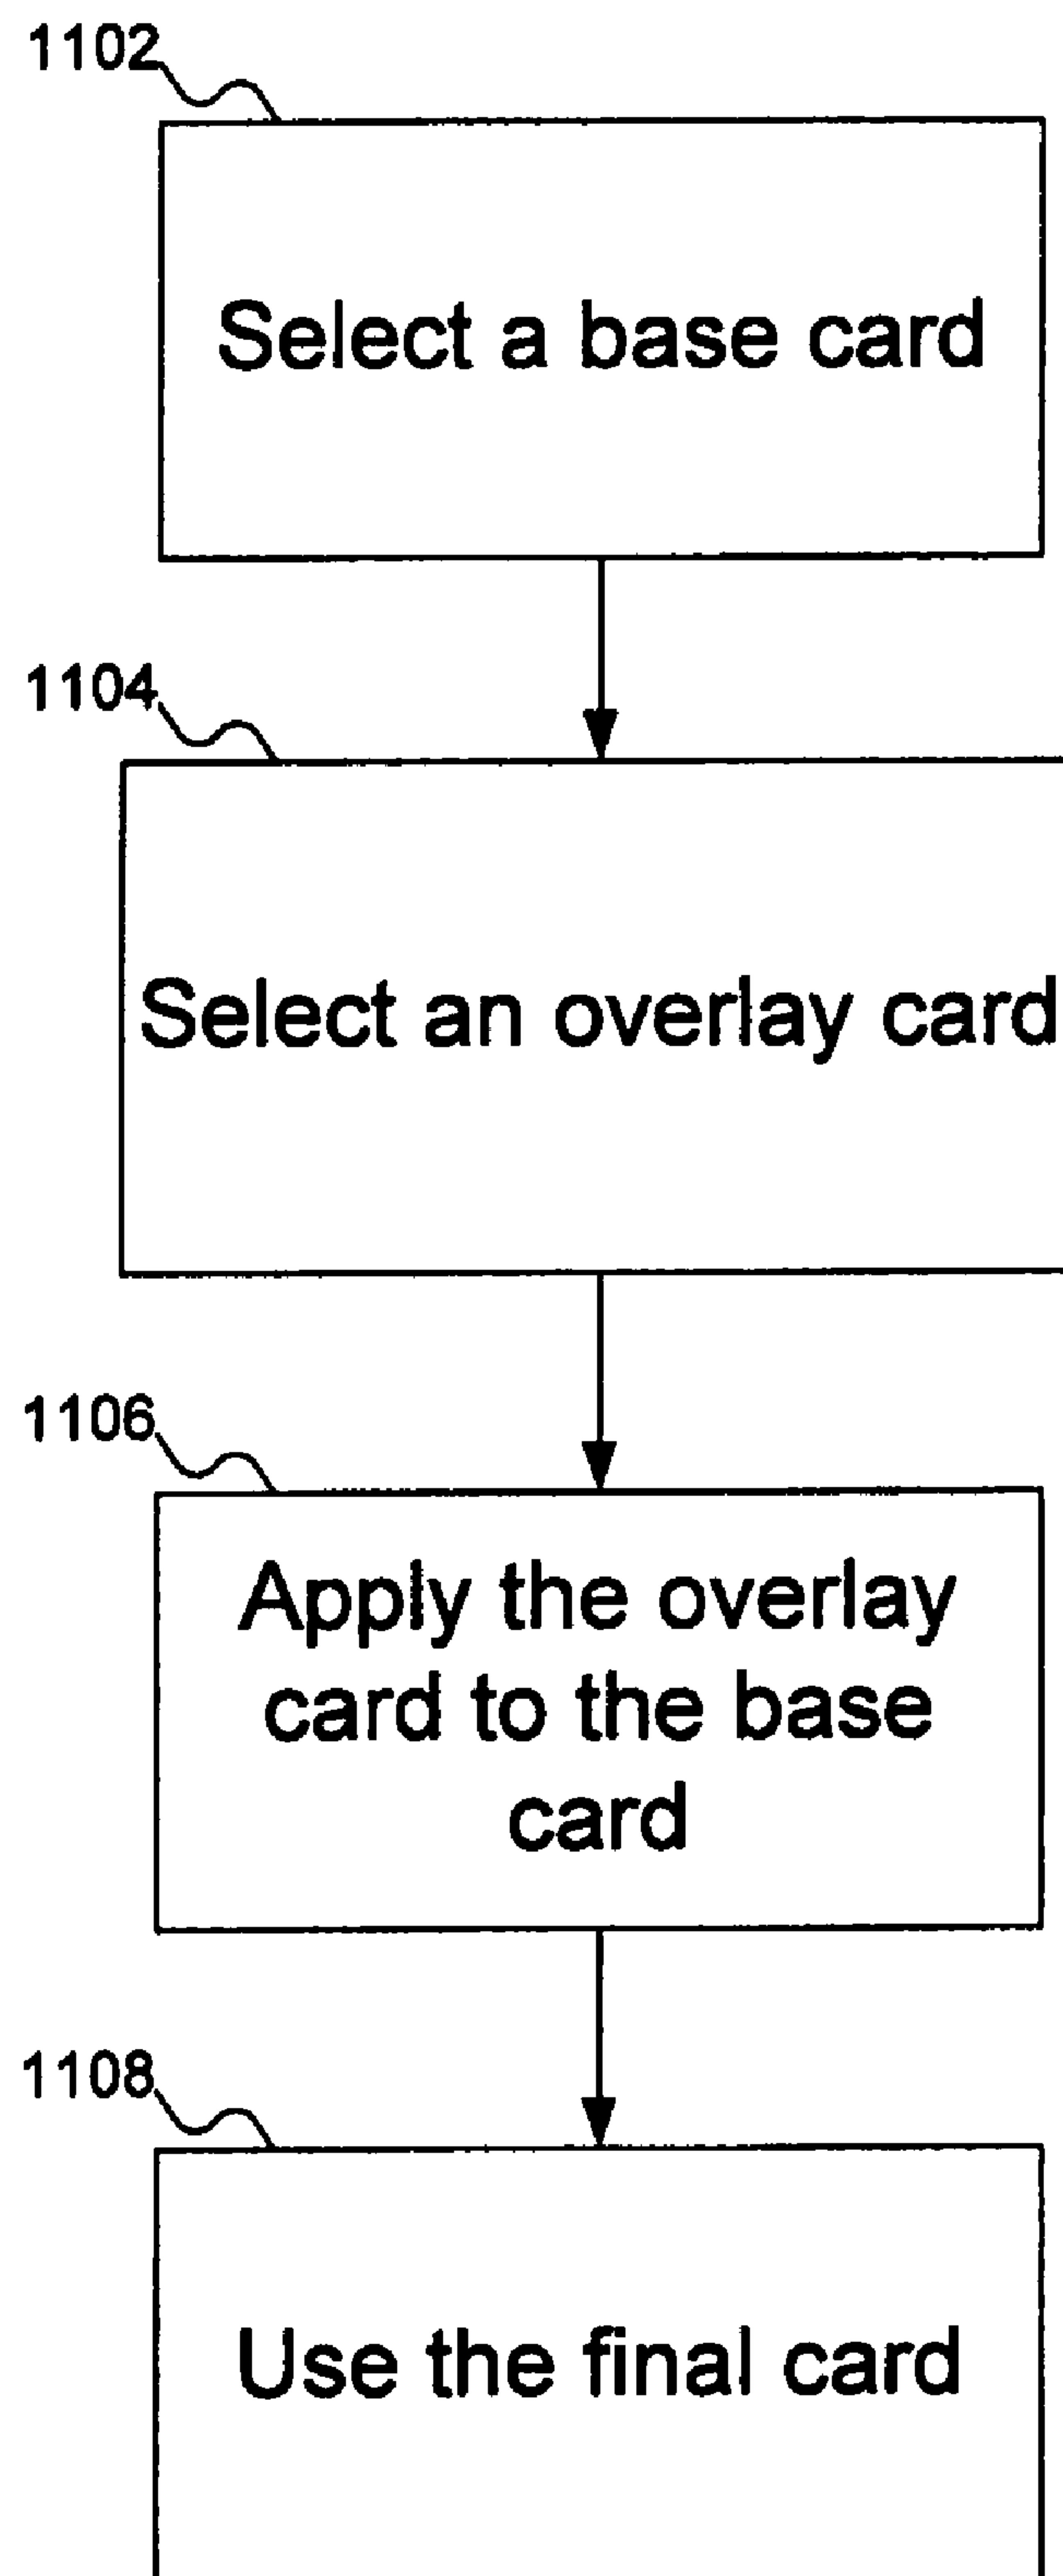 1102
Select a base card
1104
Select an overlay card
1106
Apply the overlay
card to the base
card
1108
Use the final card